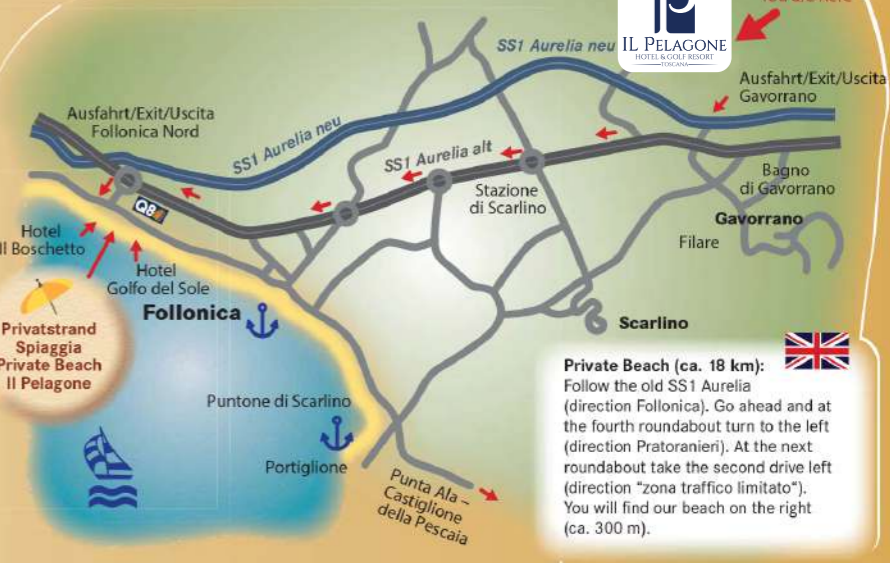 You are here
IL PELAGONE
HOTEL & GOLF RESORT
TOSCANA
SS1 Aurelia neu
Ausfahrt/Exit/Uscita
Gavorrano
Ausfahrt/Exit/Uscita
Follonica Nord
SS1 Aurelia neu
SS1 Aurelia alt
Stazione
di Scarlino
Bagno
di Gavorrano
Gavorrano
Filare
Q8
Hotel
Il Boschetto
Hotel
Golfo del Sole
Follonica
Scarlino
Privatstrand
Spiaggia
Private Beach
Il Pelagone
Puntone di Scarlino
Portiglione
Punta Ala –
Castiglione
della Pescaia
Private Beach (ca. 18 km):
Follow the old SS1 Aurelia
(direction Follonica). Go ahead and at
the fourth roundabout turn to the left
(direction Pratoranieri). At the next
roundabout take the second drive left
(direction "zona traffico limitato").
You will find our beach on the right
(ca. 300 m).